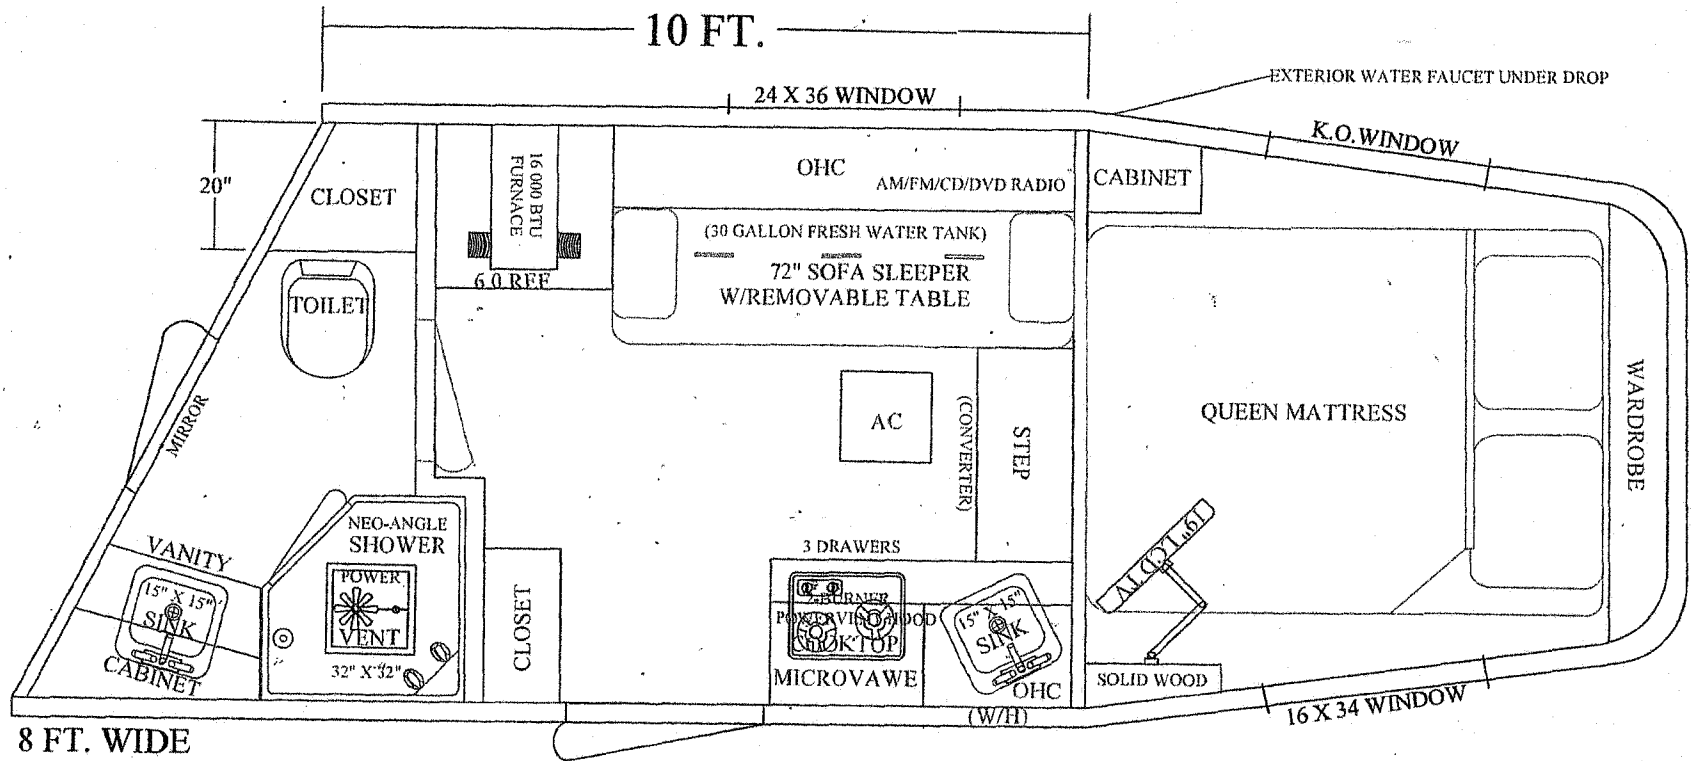 10 FT.
EXTERIOR WATER FAUCET UNDER DROP
24 X 36 WINDOW
K.O.WINDOW
20"
CLOSET
16 000 BTU
FURNACE
OHC
AM/FM/CD/DVD RADIO
CABINET
(30 GALLON FRESH WATER TANK)
72" SOFA SLEEPER
W/REMOVABLE TABLE
6.0 REF
TOILET
MIRROR
AC
(CONVERTER)
STEP
QUEEN MATTRESS
WARDROBE
19" LCD TV
NEO-ANGLE
SHOWER
VANITY
POWER
VENT
32" X 32"
15" X 15"
SINK
CABINET
CLOSET
3 DRAWERS
2-BURNER
COOKTOP
MICROVAWE
15" X 15"
SINK
OHC
(W/H)
SOLID WOOD
16 X 34 WINDOW
8 FT. WIDE